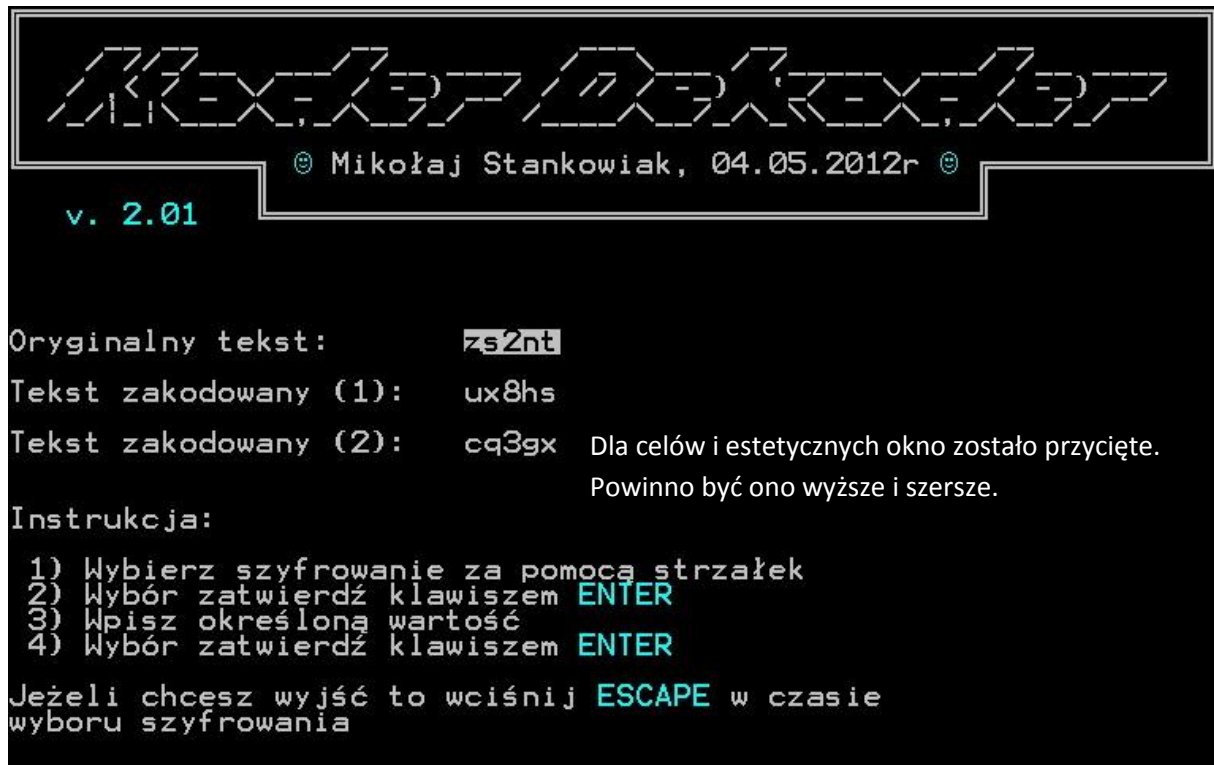 Koder Dekoder
☺ Mikołaj Stankowiak, 04.05.2012r ☺
v. 2.01
Oryginalny tekst: zs2nt
Tekst zakodowany (1): ux8hs
Tekst zakodowany (2): cq3gx
Dla celów i estetycznych okno zostało przycięte.
Powinno być ono wyższe i szersze.
Instrukcja:
1) Wybierz szyfrowanie za pomocą strzałek
2) Wybór zatwierdź klawiszem ENTER
3) Wpisz określoną wartość
4) Wybór zatwierdź klawiszem ENTER
Jeżeli chcesz wyjść to wciśnij ESCAPE w czasie
wyboru szyfrowania